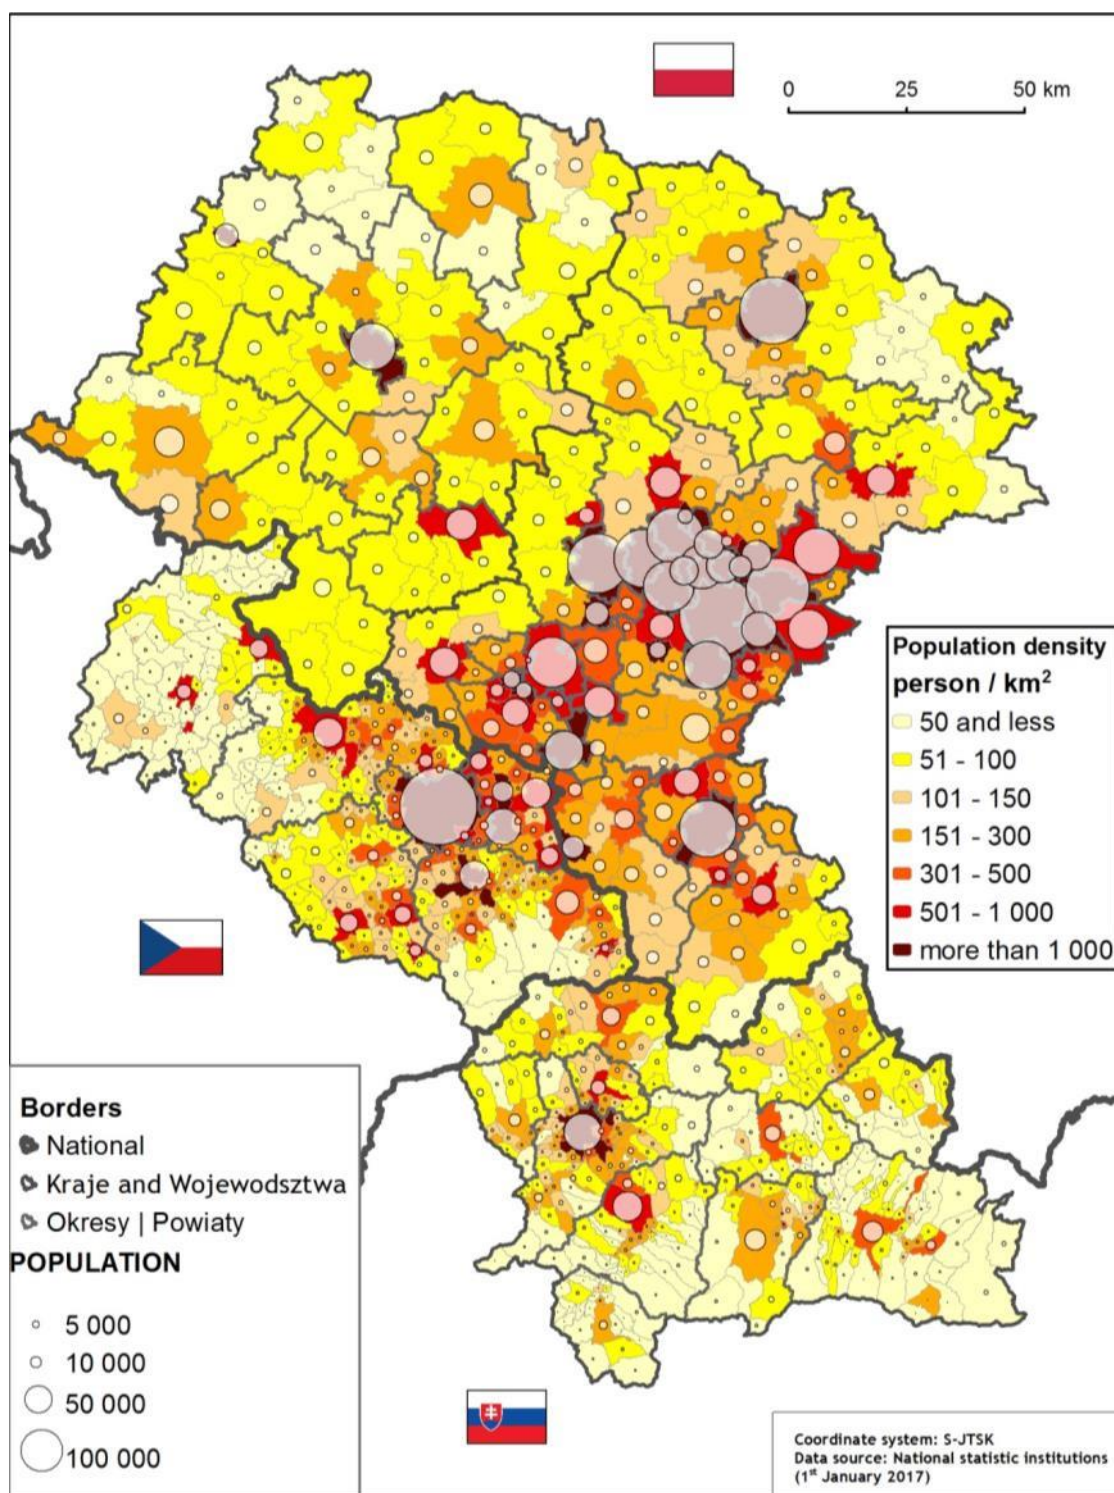 0 25 50 km
Population density
person / km²
50 and less
51 - 100
101 - 150
151 - 300
301 - 500
501 - 1 000
more than 1 000
Borders
National
Kraje and Wojewodsztwa
Okresy | Powiaty
POPULATION
5 000
10 000
50 000
100 000
Coordinate system: S-JTSK
Data source: National statistic institutions
(1st January 2017)